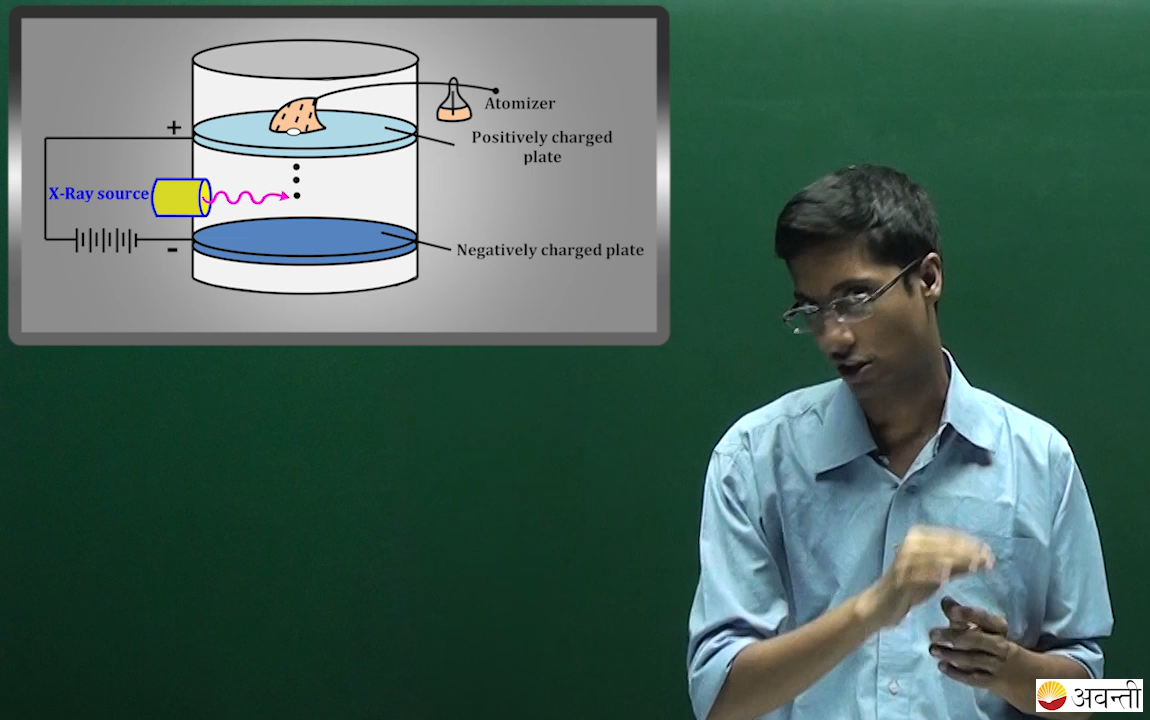 +
Atomizer
Positively charged
plate
X-Ray source
-
Negatively charged plate
अवन्ती